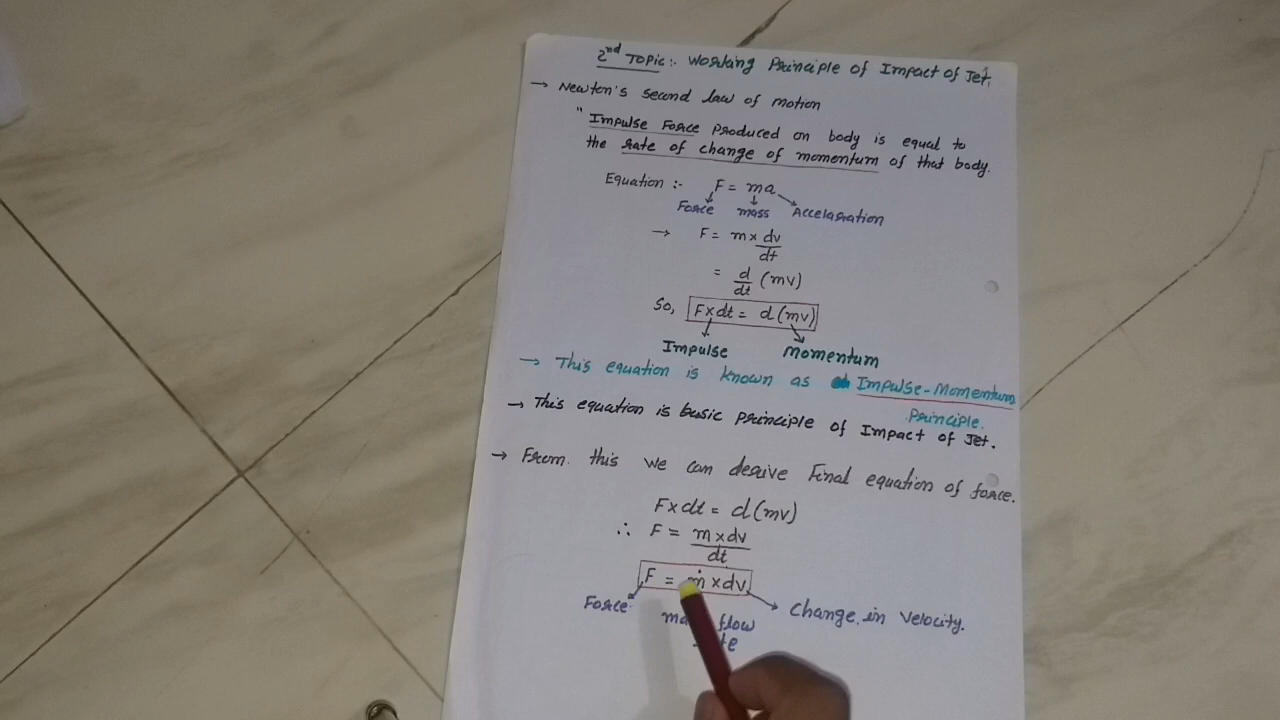 2nd Topic:- Working Principle of Impact of Jet.
→ Newton's second law of motion
" Impulse Force produced on body is equal to
the rate of change of momentum of that body.
Equation :- F = ma
Force mass Accelaration
→ F = m x dv/dt
= d/dt (mv)
So, Fxdt = d(mv)
Impulse Momentum
→ This equation is known as Impulse-Momentum
Principle.
→ This equation is basic principle of Impact of Jet.
→ From this we can derive Final equation of force.
Fxdt = d(mv)
∴ F = m x dv/dt
F = ṁ x dv
Force change in velocity.
flow